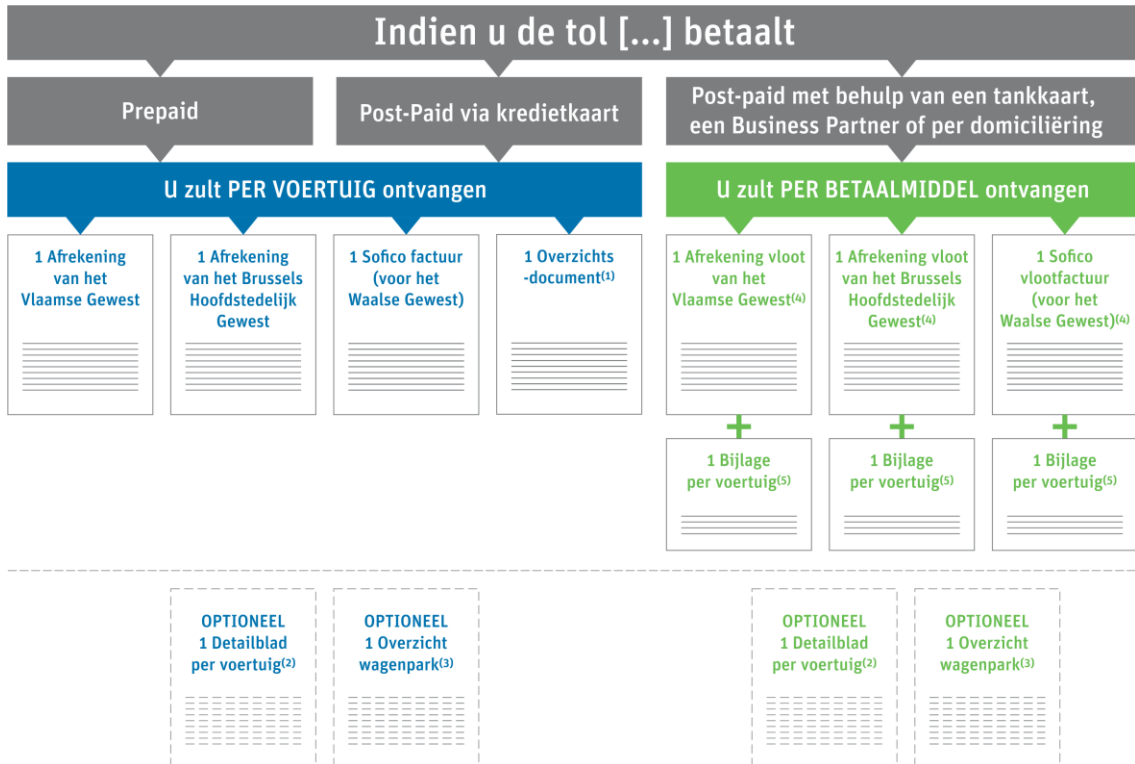 Indien u de tol [...] betaalt
Prepaid
Post-Paid via kredietkaart
Post-paid met behulp van een tankkaart,
een Business Partner of per domiciliëring
U zult PER VOERTUIG ontvangen
U zult PER BETAALMIDDEL ontvangen
1 Afrekening
van het
Vlaamse Gewest
1 Afrekening
van het Brussels
Hoofdstedelijk
Gewest
1 Sofico factuur
(voor het
Waalse Gewest)
1 Overzichts
-document(1)
1 Afrekening vloot
van het
Vlaamse Gewest(4)
1 Afrekening vloot
van het Brussels
Hoofdstedelijk
Gewest(4)
1 Sofico
vlootfactuur
(voor het
Waalse Gewest)(4)
+
+
+
1 Bijlage
per voertuig(5)
1 Bijlage
per voertuig(5)
1 Bijlage
per voertuig(5)
OPTIONEEL
1 Detailblad
per voertuig(2)
OPTIONEEL
1 Overzicht
wagenpark(3)
OPTIONEEL
1 Detailblad
per voertuig(2)
OPTIONEEL
1 Overzicht
wagenpark(3)